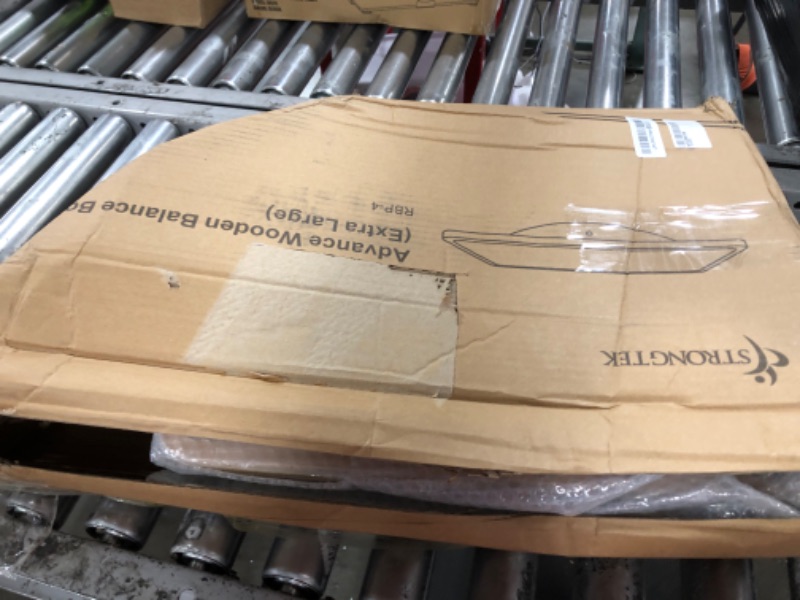 STRONGTEK
Advance Wooden Balance Bo
(Extra Large)
RBP-4